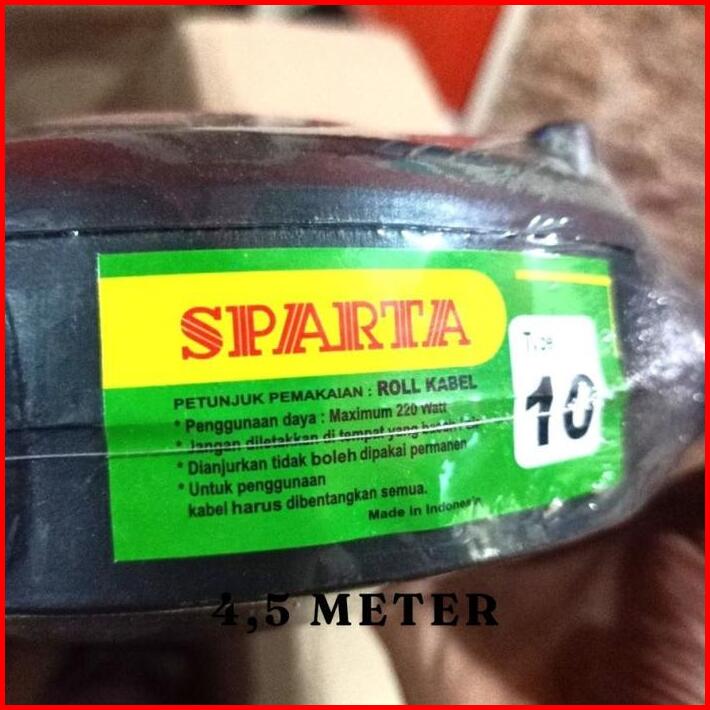 SPARTA
Type
10
PETUNJUK PEMAKAIAN : ROLL KABEL
* Penggunaan daya : Maximum 220 Watt
* Jangan diletakkan di tempat yang
* Dianjurkan tidak boleh dipakai permanen
* Untuk penggunaan
kabel harus dibentangkan semua.
Made in Indonesia
4,5 METER